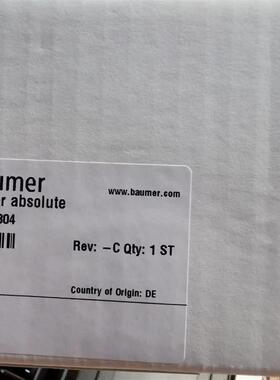 umer
www.baumer.com
r absolute
304
Rev: –C Qty: 1 ST
Country of Origin: DE